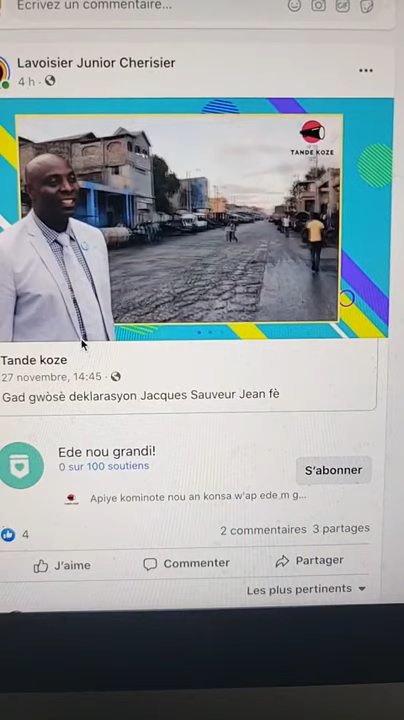 Écrivez un commentaire...
Lavoisier Junior Cherisier
4 h ·
TANDE KOZE
Tande koze
27 novembre, 14:45 ·
Gad gwòsè deklarasyon Jacques Sauveur Jean fè
Ede nou grandi!
0 sur 100 soutiens
S'abonner
Apiye kominote nou an konsa w'ap ede m g...
4
2 commentaires 3 partages
J'aime
Commenter
Partager
Les plus pertinents